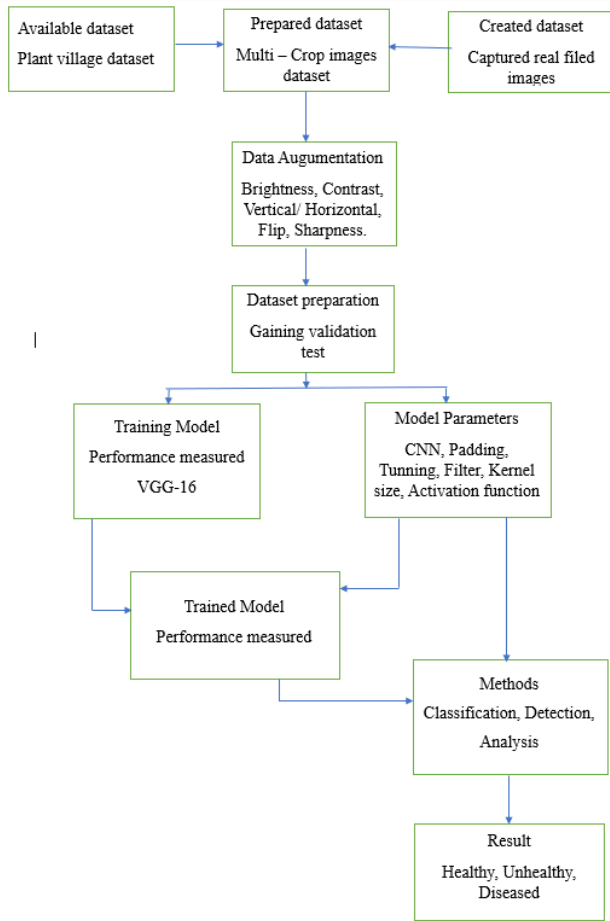 Available dataset
Plant village dataset
Prepared dataset
Multi – Crop images
dataset
Created dataset
Captured real filed
images
Data Augumentation
Brightness, Contrast,
Vertical/ Horizontal,
Flip, Sharpness.
Dataset preparation
Gaining validation
test
Training Model
Performance measured
VGG-16
Model Parameters
CNN, Padding,
Tunning, Filter, Kernel
size, Activation function
Trained Model
Performance measured
Methods
Classification, Detection,
Analysis
Result
Healthy, Unhealthy,
Diseased